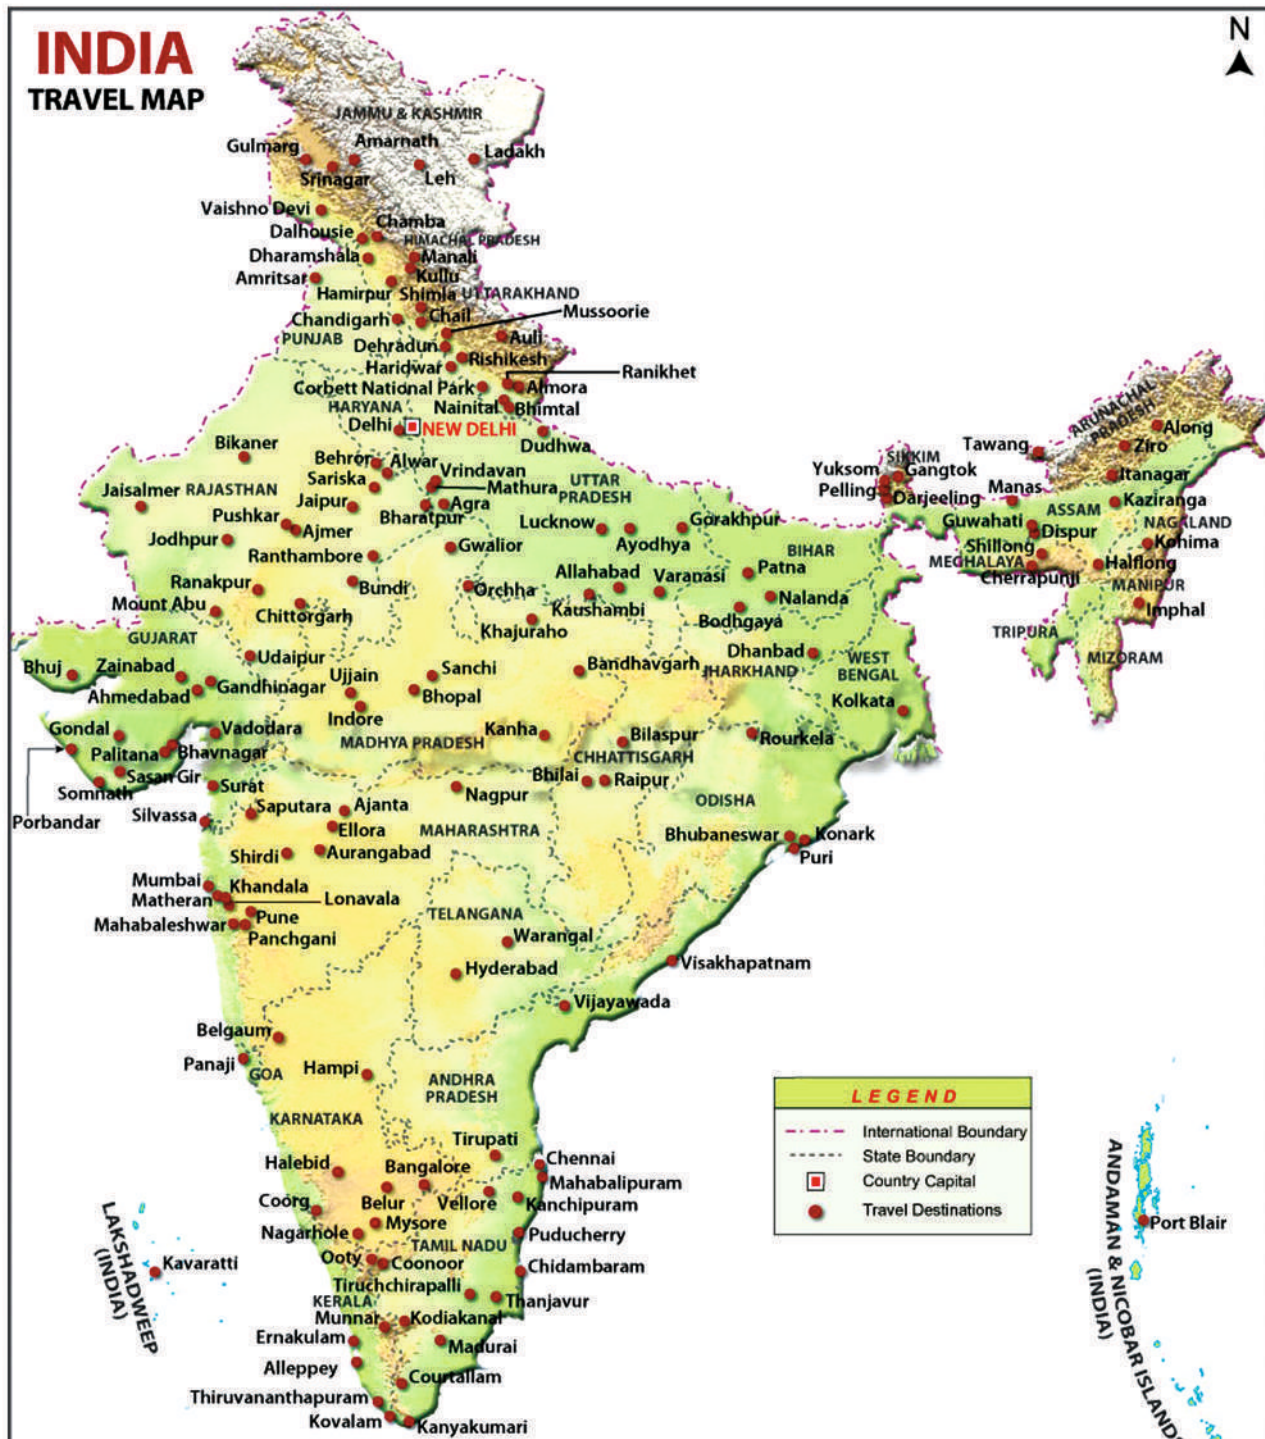 INDIA
TRAVEL MAP
N
JAMMU & KASHMIR
Gulmarg
Amarnath
Ladakh
Srinagar
Leh
Vaishno Devi
Chamba
Dalhousie
HIMACHAL PRADESH
Dharamshala
Manali
Amritsar
Kullu
Hamirpur
Shimla
UTTARAKHAND
Chandigarh
Chail
Mussoorie
PUNJAB
Auli
Dehradun
Rishikesh
Haridwar
Ranikhet
Corbett National Park
Almora
HARYANA
Nainital
Bhimtal
Delhi
NEW DELHI
Dudhwa
ARUNACHAL
PRADESH
Along
Tawang
Ziro
Bikaner
Behror
Alwar
Vrindavan
SIKKIM
Yuksom
Gangtok
Itanagar
Sariska
Mathura
UTTAR
PRADESH
Pelling
Darjeeling
Manas
Kaziranga
Jaisalmer
RAJASTHAN
Jaipur
Bharatpur
Agra
ASSAM
Pushkar
Ajmer
Lucknow
Gorakhpur
Guwahati
Dispur
NAGALAND
Jodhpur
Ranthambore
Gwalior
Ayodhya
BIHAR
Shillong
Kohima
MEGHALAYA
Cherrapunji
Halflong
Ranakpur
Bundi
Orchha
Allahabad
Varanasi
Patna
MANIPUR
Mount Abu
Chittorgarh
Kaushambi
Nalanda
Imphal
Khajuraho
Bodhgaya
GUJARAT
TRIPURA
Udaipur
Dhanbad
WEST
BENGAL
MIZORAM
Bhuj
Zainabad
Ujjain
Sanchi
Bandhavgarh
JHARKHAND
Ahmedabad
Gandhinagar
Bhopal
Kolkata
Indore
Gondal
Vadodara
Kanha
Bilaspur
Rourkela
MADHYA PRADESH
Palitana
Bhavnagar
CHHATTISGARH
Sasan Gir
Bhilai
Raipur
Somnath
Surat
Nagpur
ODISHA
Porbandar
Silvassa
Saputara
Ajanta
Ellora
MAHARASHTRA
Bhubaneswar
Konark
Shirdi
Aurangabad
Puri
Mumbai
Khandala
Matheran
Lonavala
TELANGANA
Mahabaleshwar
Pune
Panchgani
Warangal
Hyderabad
Visakhapatnam
Vijayawada
Belgaum
Panaji
GOA
Hampi
ANDHRA
PRADESH
KARNATAKA
LEGEND
International Boundary
State Boundary
Country Capital
Travel Destinations
Tirupati
Halebid
Bangalore
Chennai
Mahabalipuram
Coorg
Belur
Vellore
Kanchipuram
Nagarhole
Mysore
Puducherry
TAMIL NADU
Port Blair
Ooty
Coonoor
Chidambaram
Kavaratti
LAKSHADWEEP
(INDIA)
ANDAMAN & NICOBAR ISLANDS
(INDIA)
Tiruchchirapalli
KERALA
Thanjavur
Munnar
Kodiakanal
Ernakulam
Madurai
Alleppey
Courtallam
Thiruvananthapuram
Kovalam
Kanyakumari